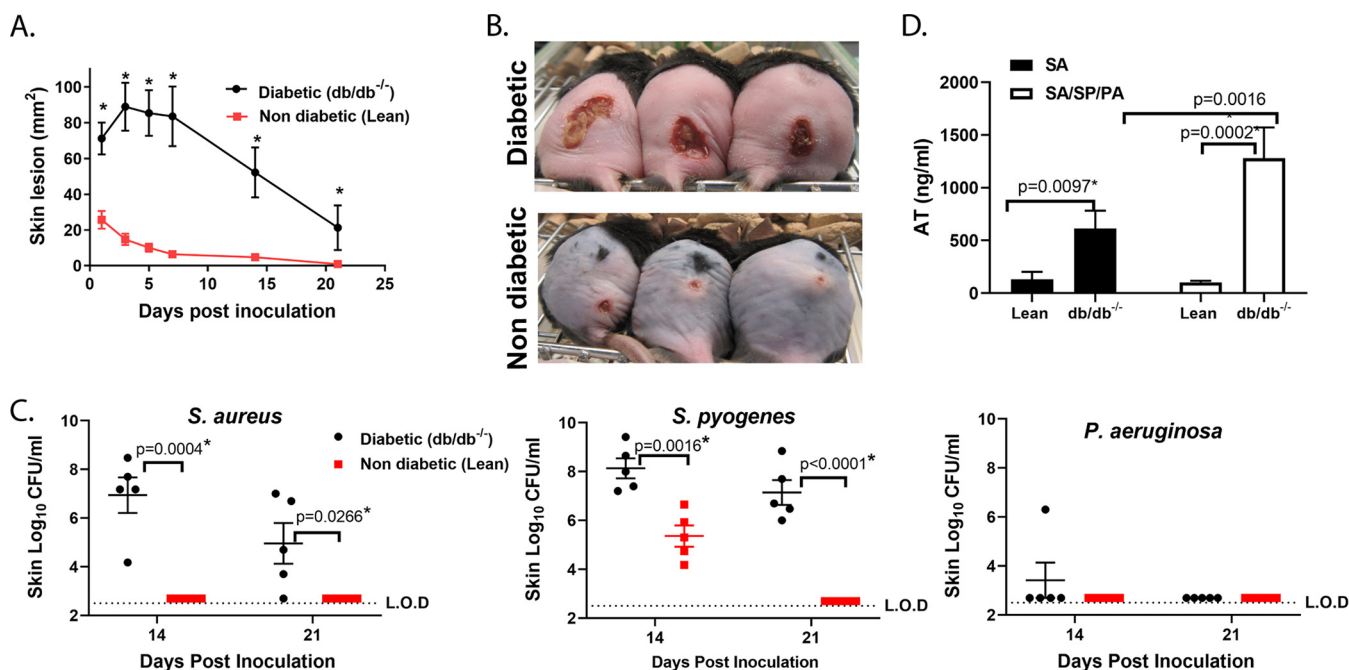 A.
Skin lesion (mm²)
100
80
60
40
20
0
* * * * * *
Diabetic (db/db⁻/⁻)
Non diabetic (Lean)
0 5 10 15 20 25
Days post inoculation
B.
Diabetic
Non diabetic
D.
SA
SA/SP/PA
AT (ng/ml)
2000
1500
1000
500
0
p=0.0097*
p=0.0016
*
p=0.0002*
Lean db/db⁻/⁻ Lean db/db⁻/⁻
C.
S. aureus
Skin Log₁₀ CFU/ml
10
8
6
4
2
p=0.0004*
p=0.0266*
Diabetic (db/db⁻/⁻)
Non diabetic (Lean)
L.O.D
14 21
Days Post Inoculation
S. pyogenes
Skin Log₁₀ CFU/ml
10
8
6
4
2
p=0.0016*
p<0.0001*
14 21
Days Post Inoculation
P. aeruginosa
Skin Log₁₀ CFU/ml
10
8
6
4
2
L.O.D
14 21
Days Post Inoculation